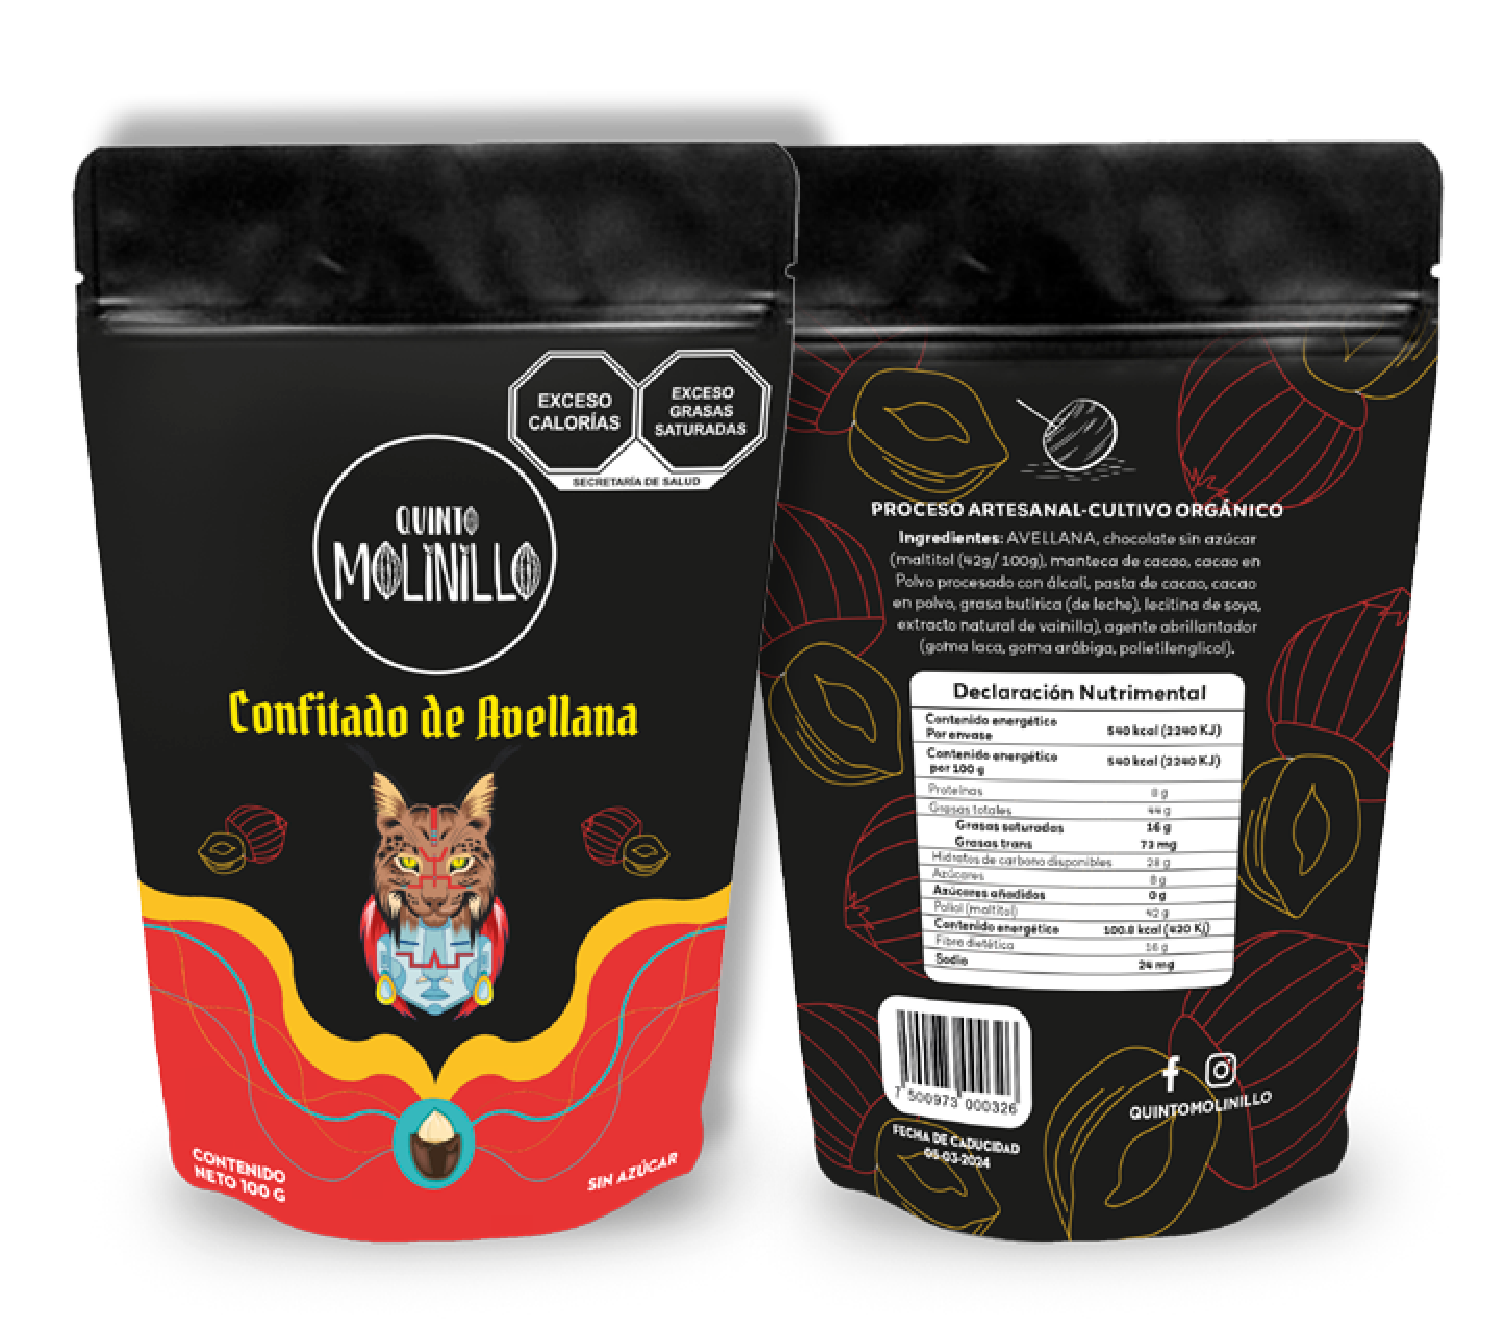 EXCESO
CALORÍAS
EXCESO
GRASAS
SATURADAS
SECRETARÍA DE SALUD
QUINTO
MOLINILLO
Confitado de Avellana
CONTENIDO
NETO 100 G
SIN AZÚCAR
PROCESO ARTESANAL-CULTIVO ORGÁNICO
Ingredientes: AVELLANA, chocolate sin azúcar
(maltitol (42g/ 100g), manteca de cacao, cacao en
Polvo procesado con álcali, pasta de cacao, cacao
en polvo, grasa butírica (de leche), lecitina de soya,
extracto natural de vainilla), agente abrillantador
(goma laca, goma arábiga, polietilenglicol).
Declaración Nutrimental
Contenido energético
Por envase 540 kcal (2240 KJ)
Contenido energético
por 100 g 540 kcal (2240 KJ)
Proteínas 8 g
Grasas totales 44 g
Grasas saturadas 16 g
Grasas trans 73 mg
Hidratos de carbono disponibles 28 g
Azúcares 8 g
Azúcares añadidos 0 g
Poliol (maltitol) 42 g
Contenido energético 100.8 kcal (420 Kj)
Fibra dietética 16 g
Sodio 24 mg
7 500973 000326
FECHA DE CADUCIDAD
06-03-2024
QUINTOMOLINILLO